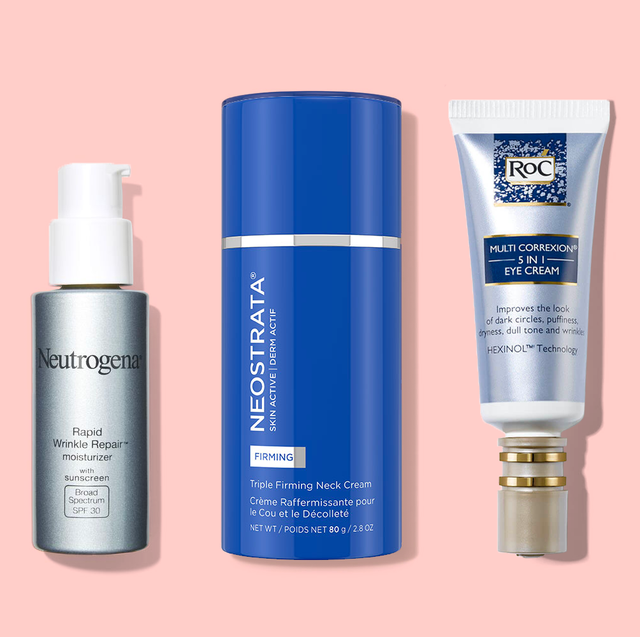 Neutrogena®
Rapid
Wrinkle Repair™
moisturizer
with
sunscreen
Broad
Spectrum
SPF 30
NEOSTRATA®
SKIN ACTIVE | DERM ACTIF
FIRMING
Triple Firming Neck Cream
Crème Raffermissante pour
le Cou et le Décolleté
NET WT / POIDS NET 80 g / 2.8 OZ
RoC
®
MULTI CORREXION®
5 IN 1
EYE CREAM
Improves the look
of dark circles, puffiness,
dryness, dull tone and wrinkles
HEXINOL™ Technology